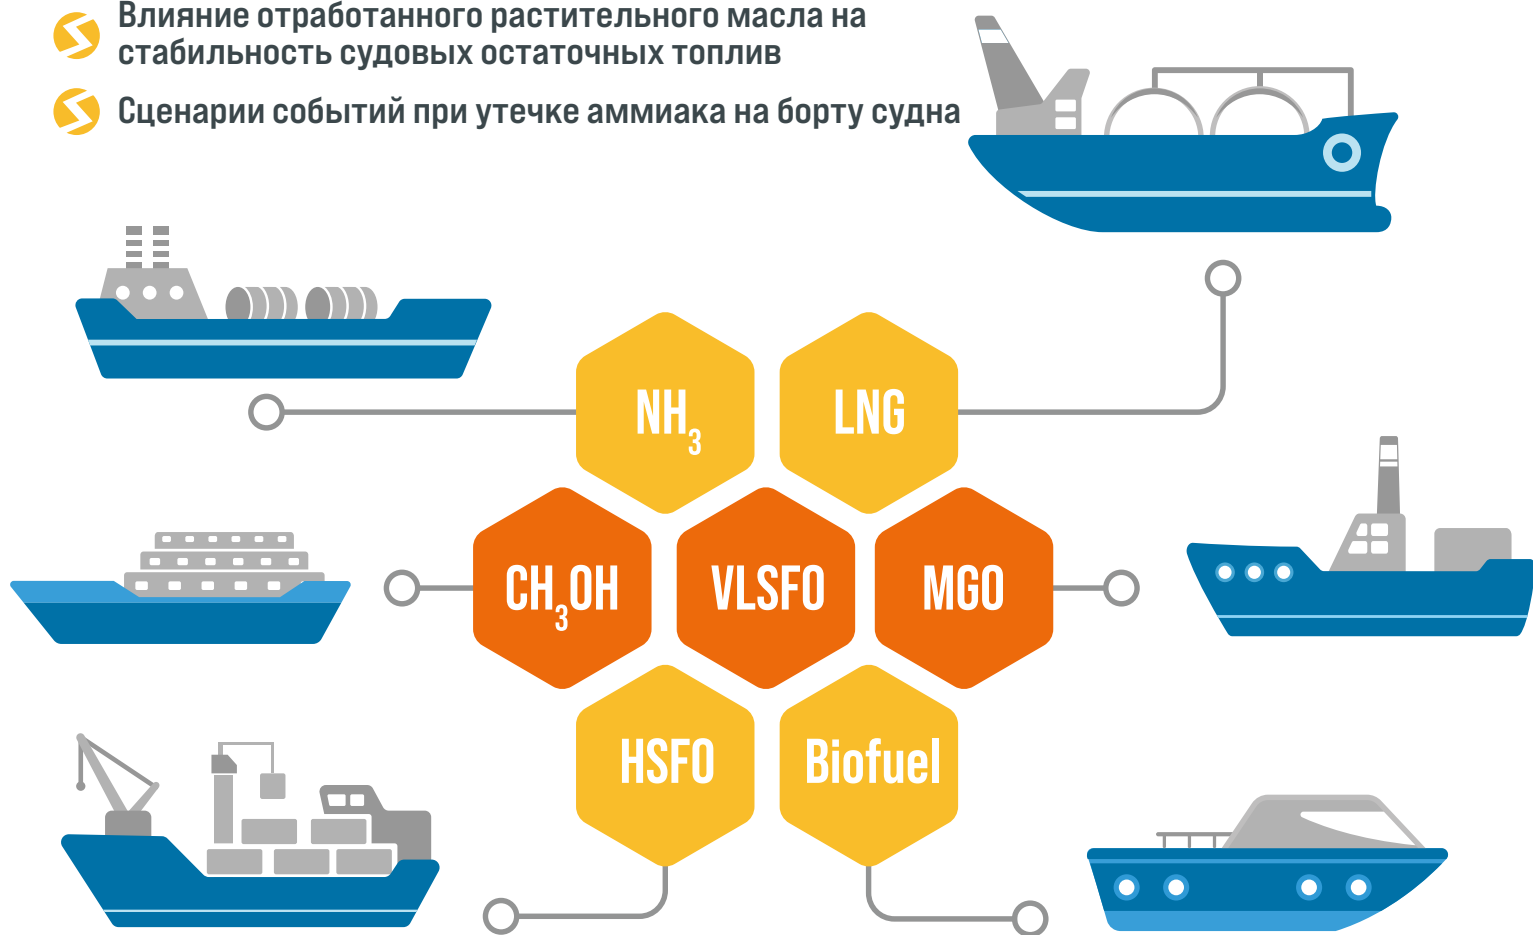 Влияние отработанного растительного масла на
стабильность судовых остаточных топлив
Сценарии событий при утечке аммиака на борту судна
NH₃
LNG
CH₃OH
VLSFO
MGO
HSFO
Biofuel